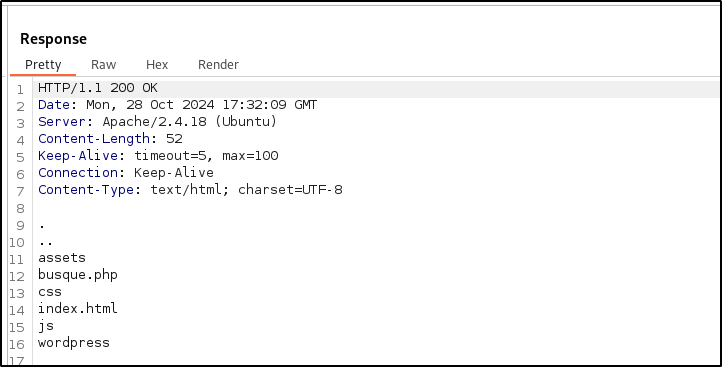 Response
Pretty Raw Hex Render
1 HTTP/1.1 200 OK
2 Date: Mon, 28 Oct 2024 17:32:09 GMT
3 Server: Apache/2.4.18 (Ubuntu)
4 Content-Length: 52
5 Keep-Alive: timeout=5, max=100
6 Connection: Keep-Alive
7 Content-Type: text/html; charset=UTF-8
8
9 .
10 ..
11 assets
12 busque.php
13 css
14 index.html
15 js
16 wordpress
17